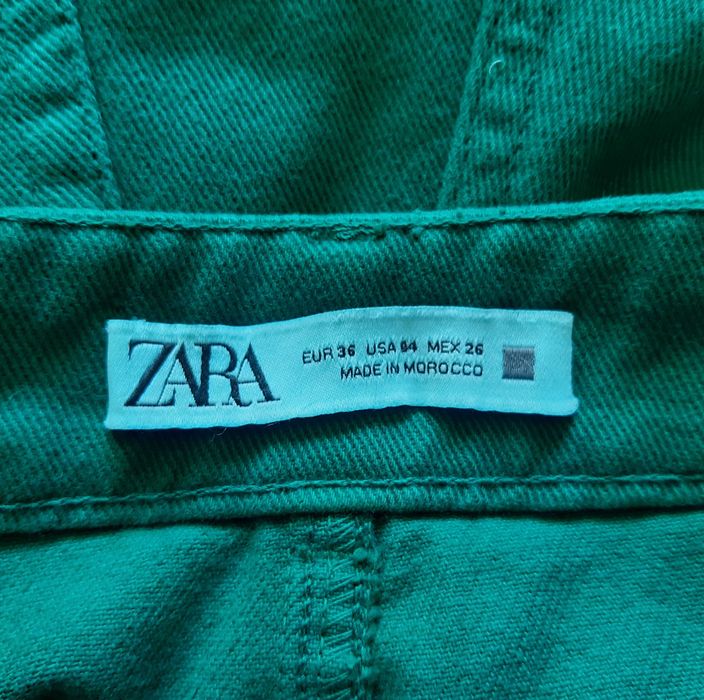 ZARA
EUR 36 USA 04 MEX 26
MADE IN MOROCCO